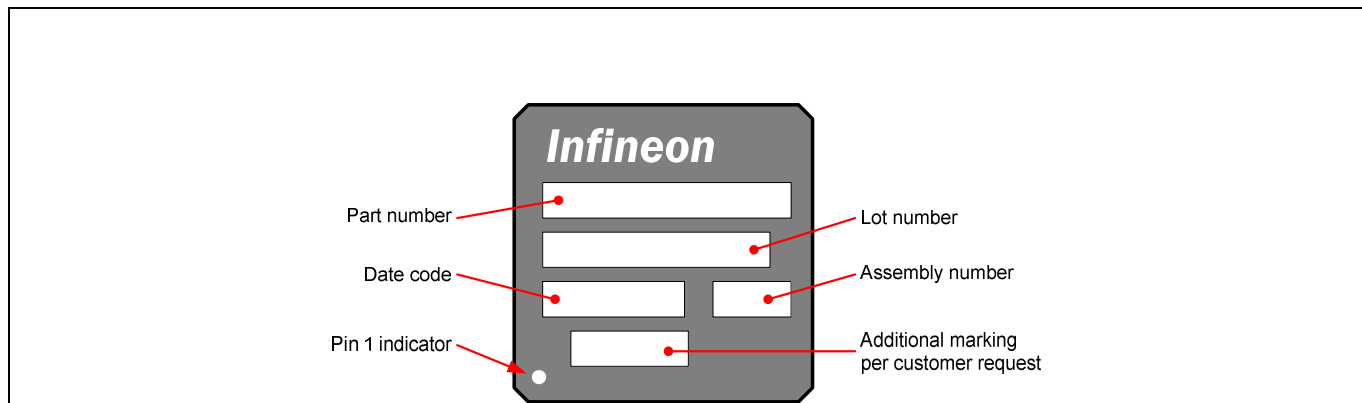 Infineon
Part number
Lot number
Date code
Assembly number
Pin 1 indicator
Additional marking
per customer request